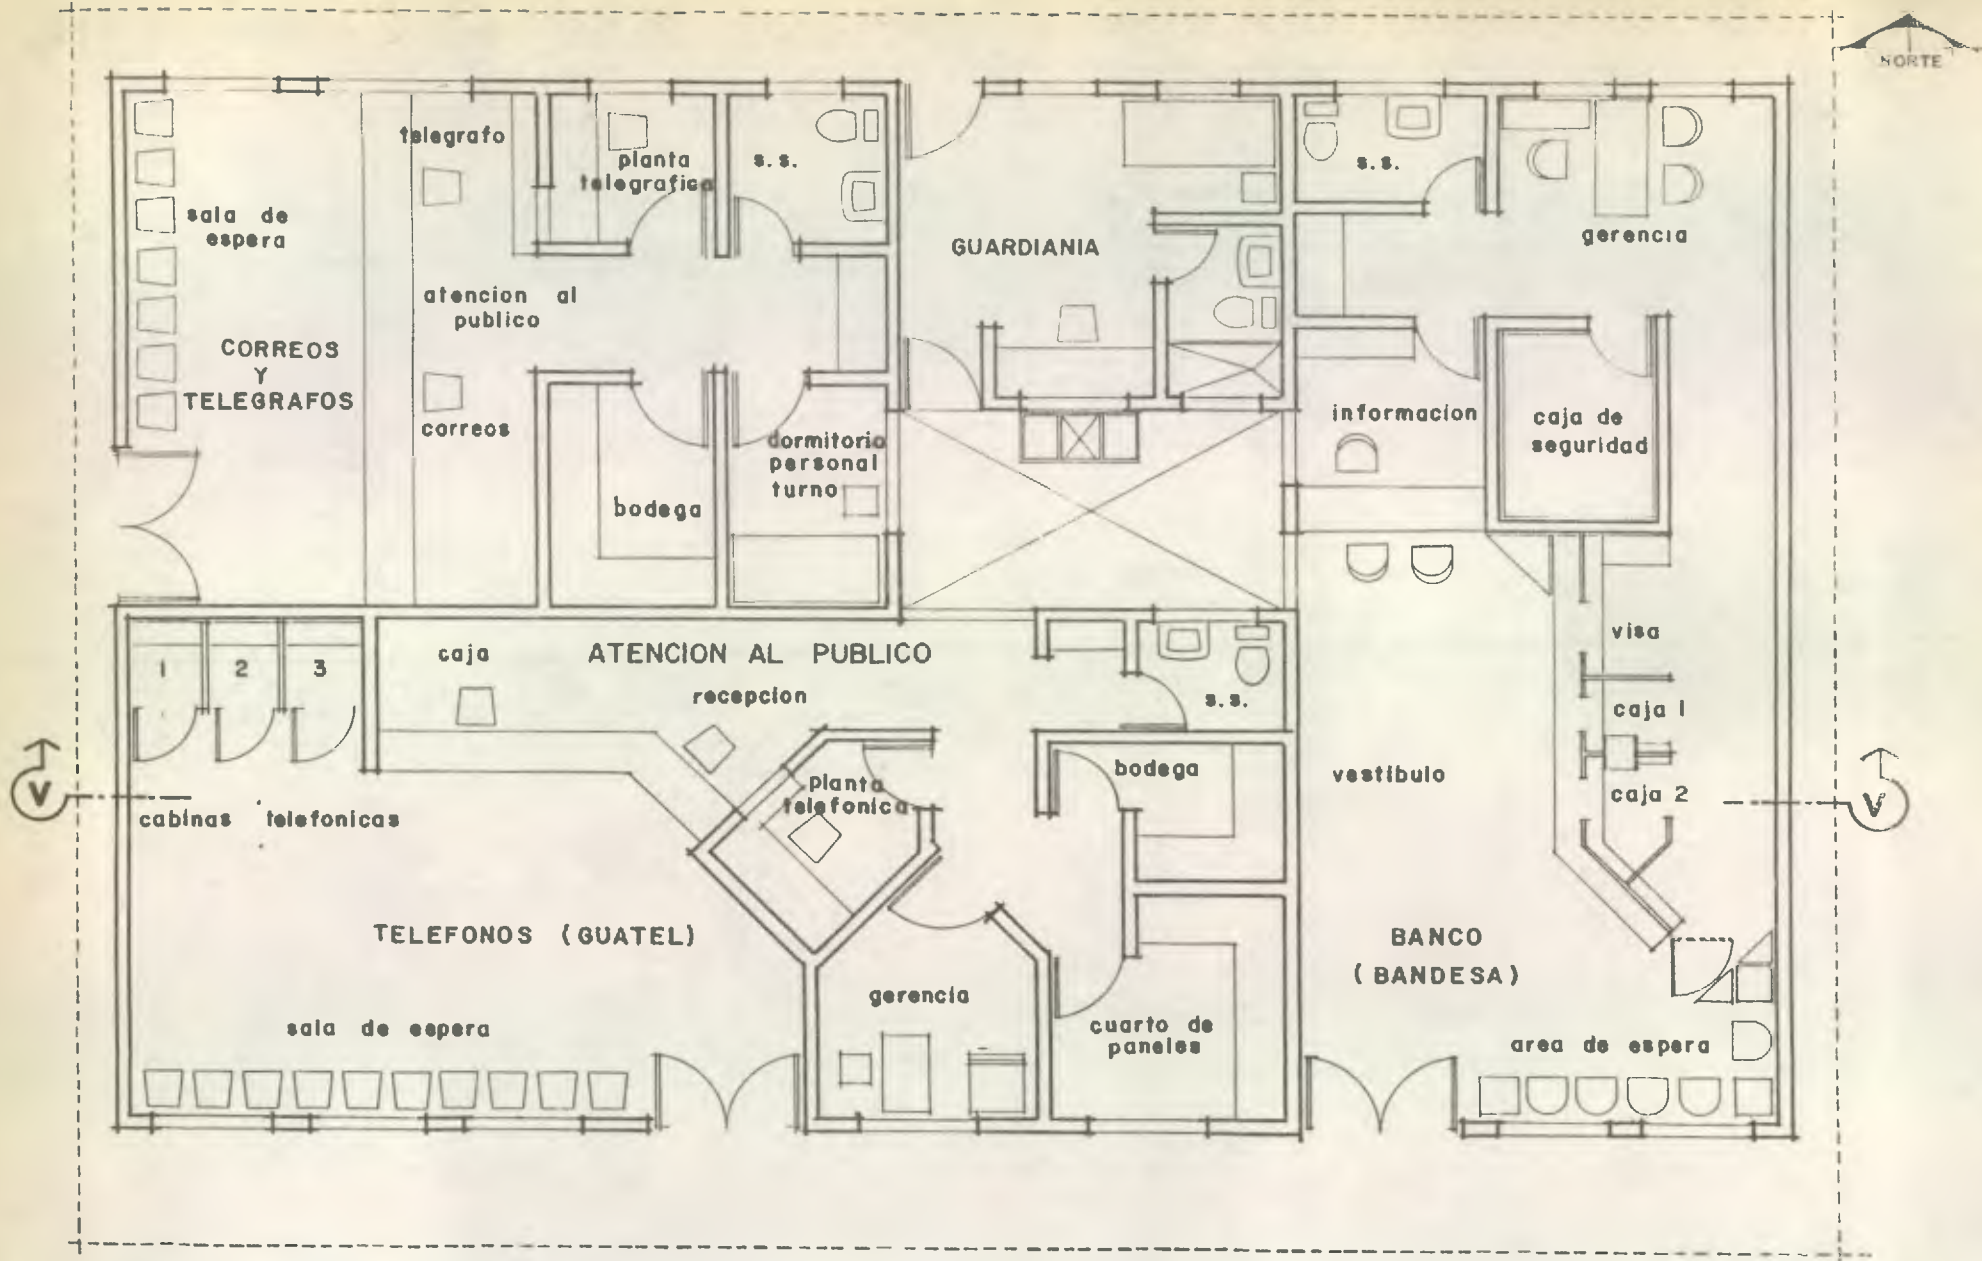 NORTE
telegrafo
planta
telegrafica
s.s.
s.s.
sala de
espera
GUARDIANIA
gerencia
atencion al
publico
CORREOS
Y
TELEGRAFOS
correos
informacion
caja de
seguridad
dormitorio
personal
turno
bodega
visa
caja
ATENCION AL PUBLICO
recepcion
1
2
3
s.s.
caja 1
bodega
vestibulo
planta
telefonica
caja 2
V
V
cabinas telefonicas
TELEFONOS (GUATEL)
BANCO
(BANDESA)
gerencia
sala de espera
cuarto de
paneles
area de espera